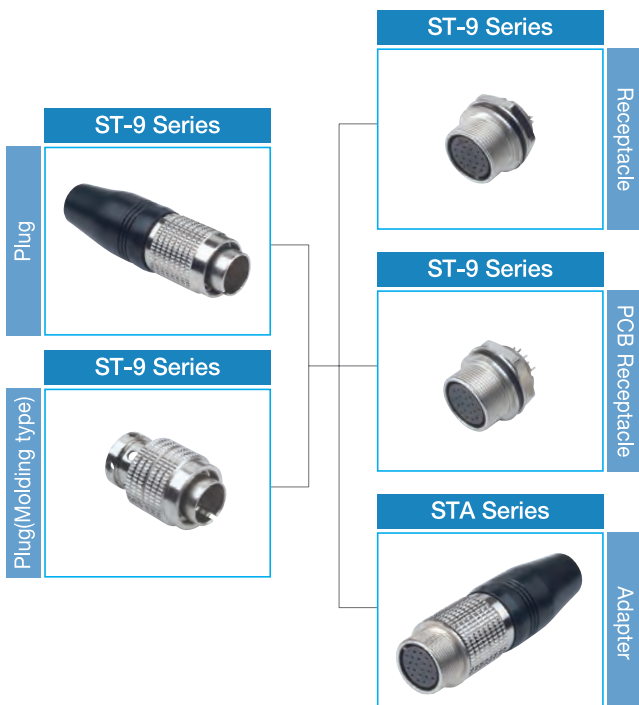 ST-9 Series
Plug
ST-9 Series
Plug(Molding type)
ST-9 Series
Receptacle
ST-9 Series
PCB Receptacle
STA Series
Adapter